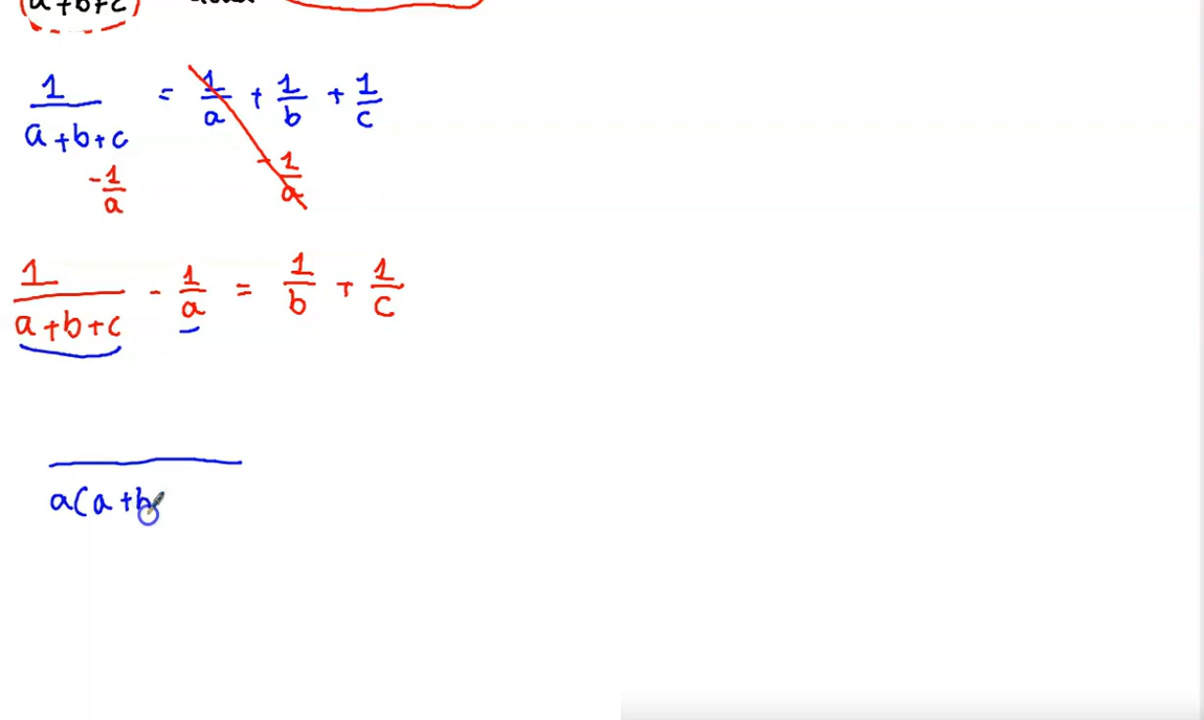 a+b+c)
1/(a+b+c) = 1/a + 1/b + 1/c
-1/a -1/a
1/(a+b+c) - 1/a = 1/b + 1/c
a(a+b